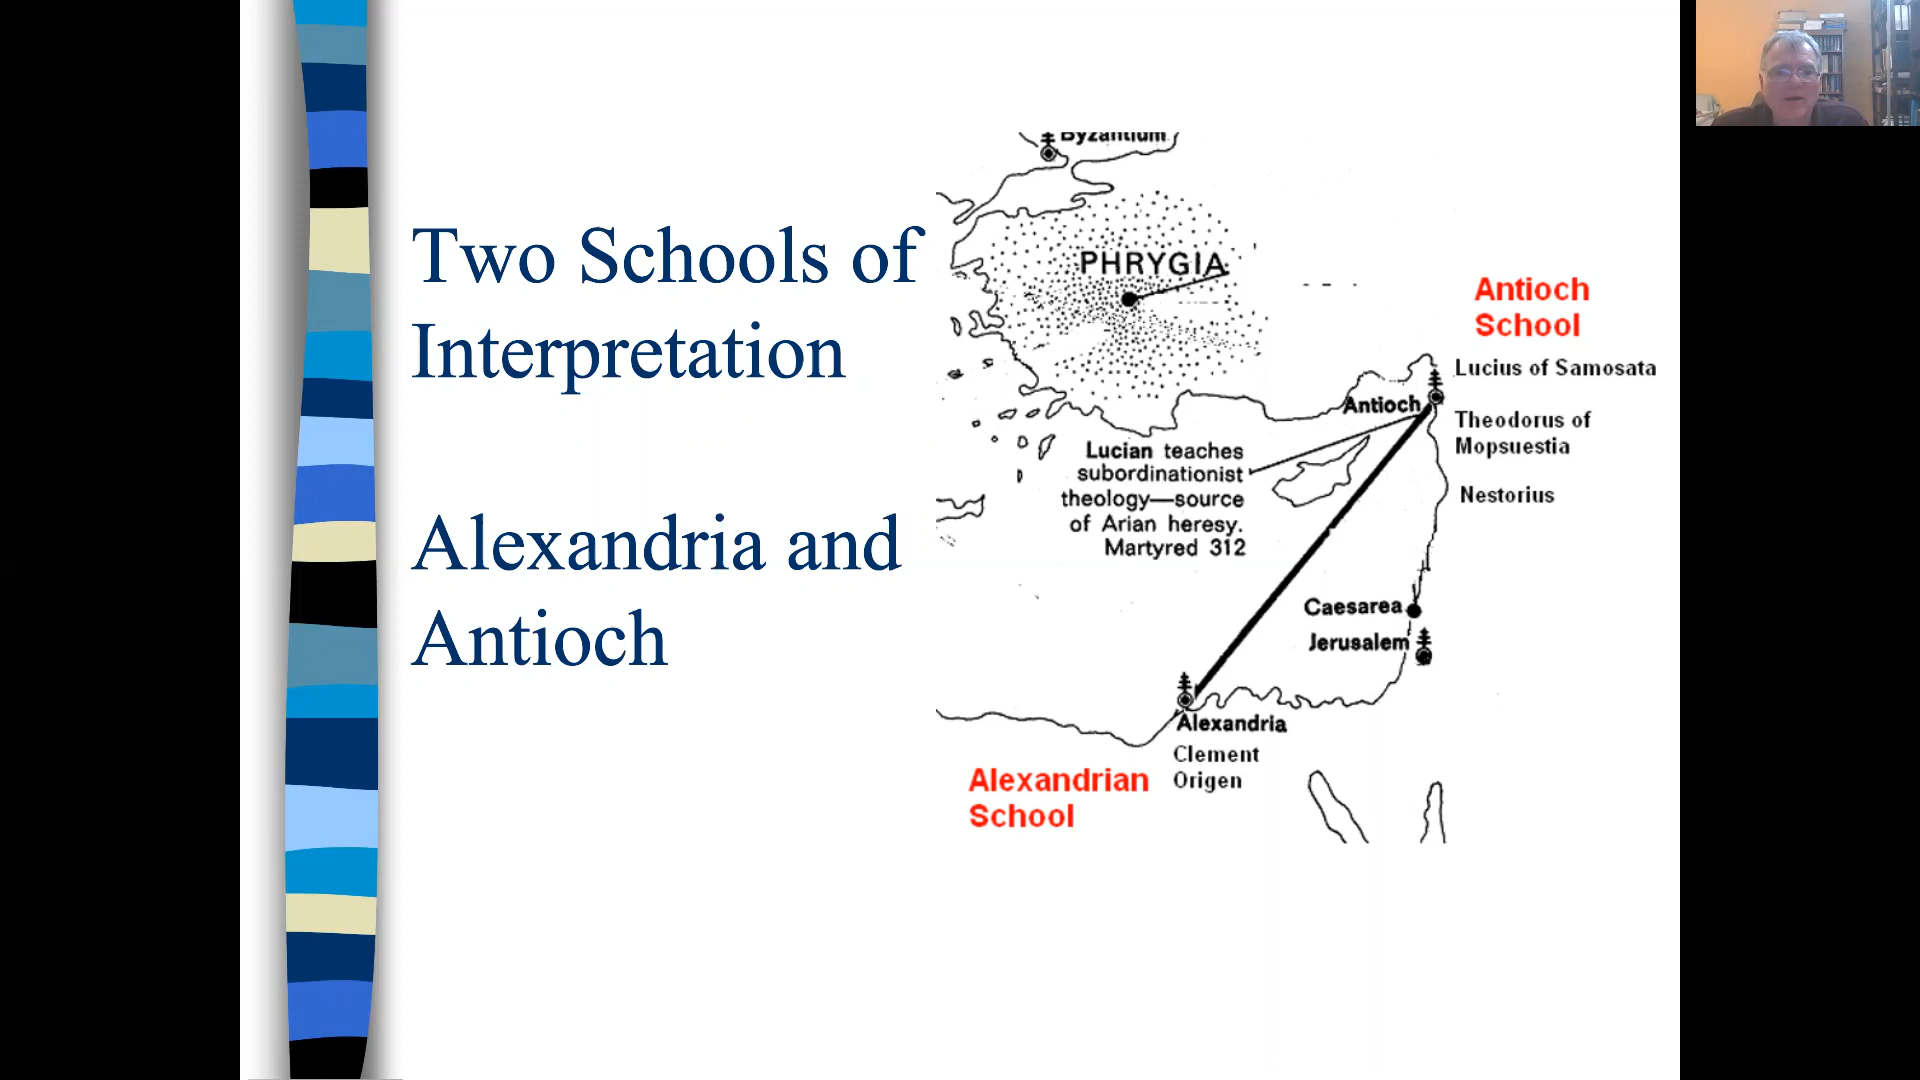 Two Schools of
Interpretation
Alexandria and
Antioch
Byzantium
PHRYGIA
Antioch
School
Lucius of Samosata
Antioch
Theodorus of
Mopsuestia
Lucian teaches
subordinationist
theology—source
of Arian heresy.
Martyred 312
Nestorius
Caesarea
Jerusalem
Alexandria
Clement
Origen
Alexandrian
School